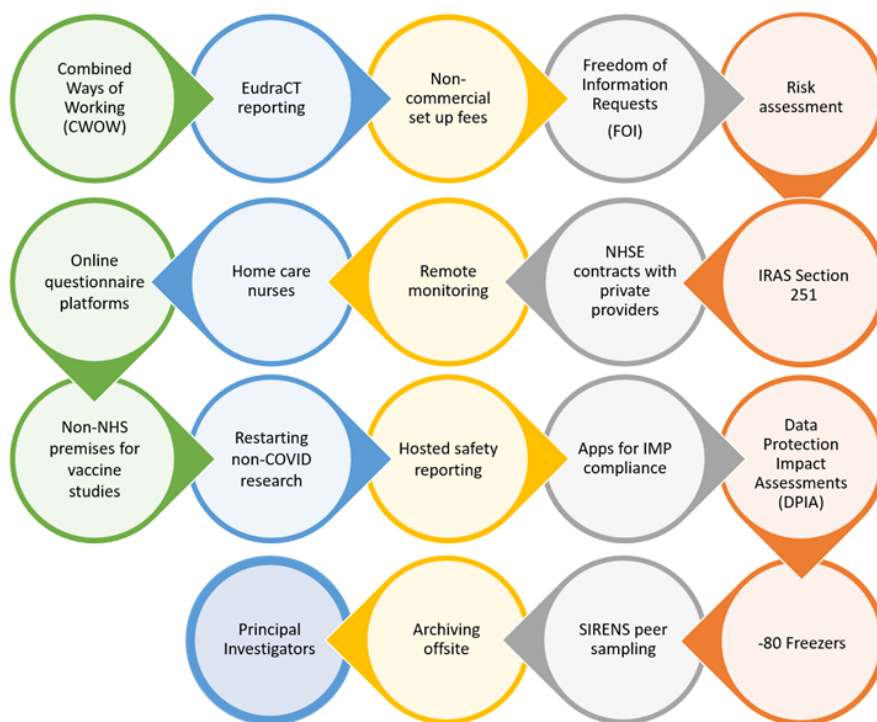 Combined
Ways of
Working
(CWOW)
EudraCT
reporting
Non-
commercial
set up fees
Freedom of
Information
Requests
(FOI)
Risk
assessment
IRAS Section
251
NHSE
contracts with
private
providers
Remote
monitoring
Home care
nurses
Online
questionnaire
platforms
Non-NHS
premises for
vaccine
studies
Restarting
non-COVID
research
Hosted safety
reporting
Apps for IMP
compliance
Data
Protection
Impact
Assessments
(DPIA)
-80 Freezers
SIRENS peer
sampling
Archiving
offsite
Principal
Investigators